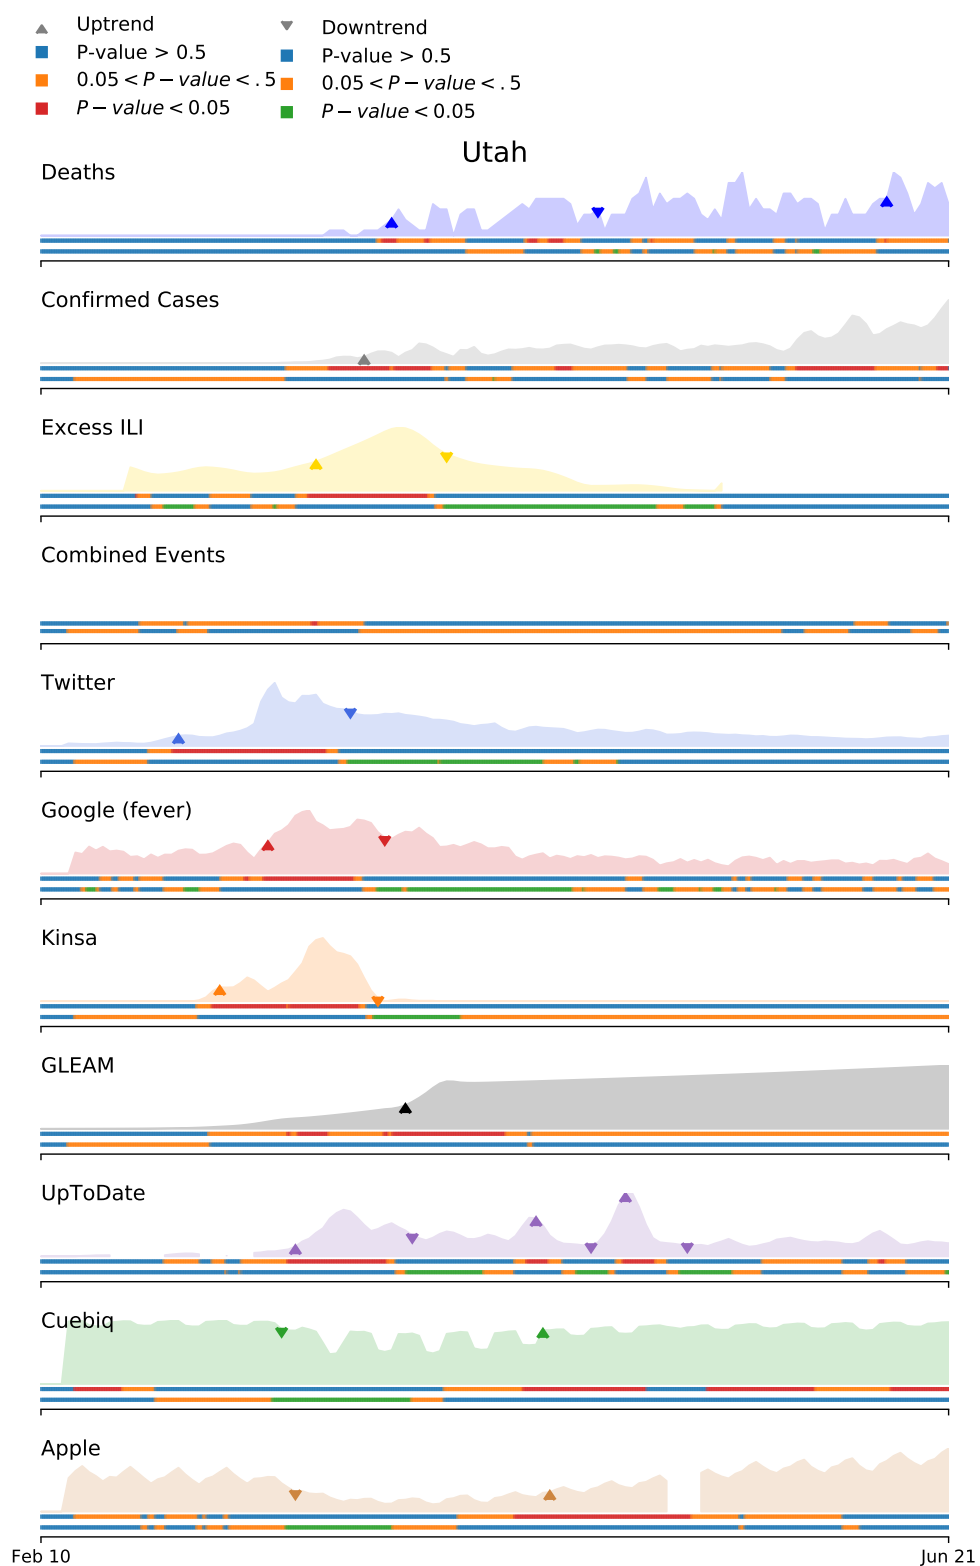 Uptrend
P-value > 0.5
0.05 < P − value < .5
P − value < 0.05
Downtrend
P-value > 0.5
0.05 < P − value < .5
P − value < 0.05
Utah
Deaths
Confirmed Cases
Excess ILI
Combined Events
Twitter
Google (fever)
Kinsa
GLEAM
UpToDate
Cuebiq
Apple
Feb 10
Jun 21